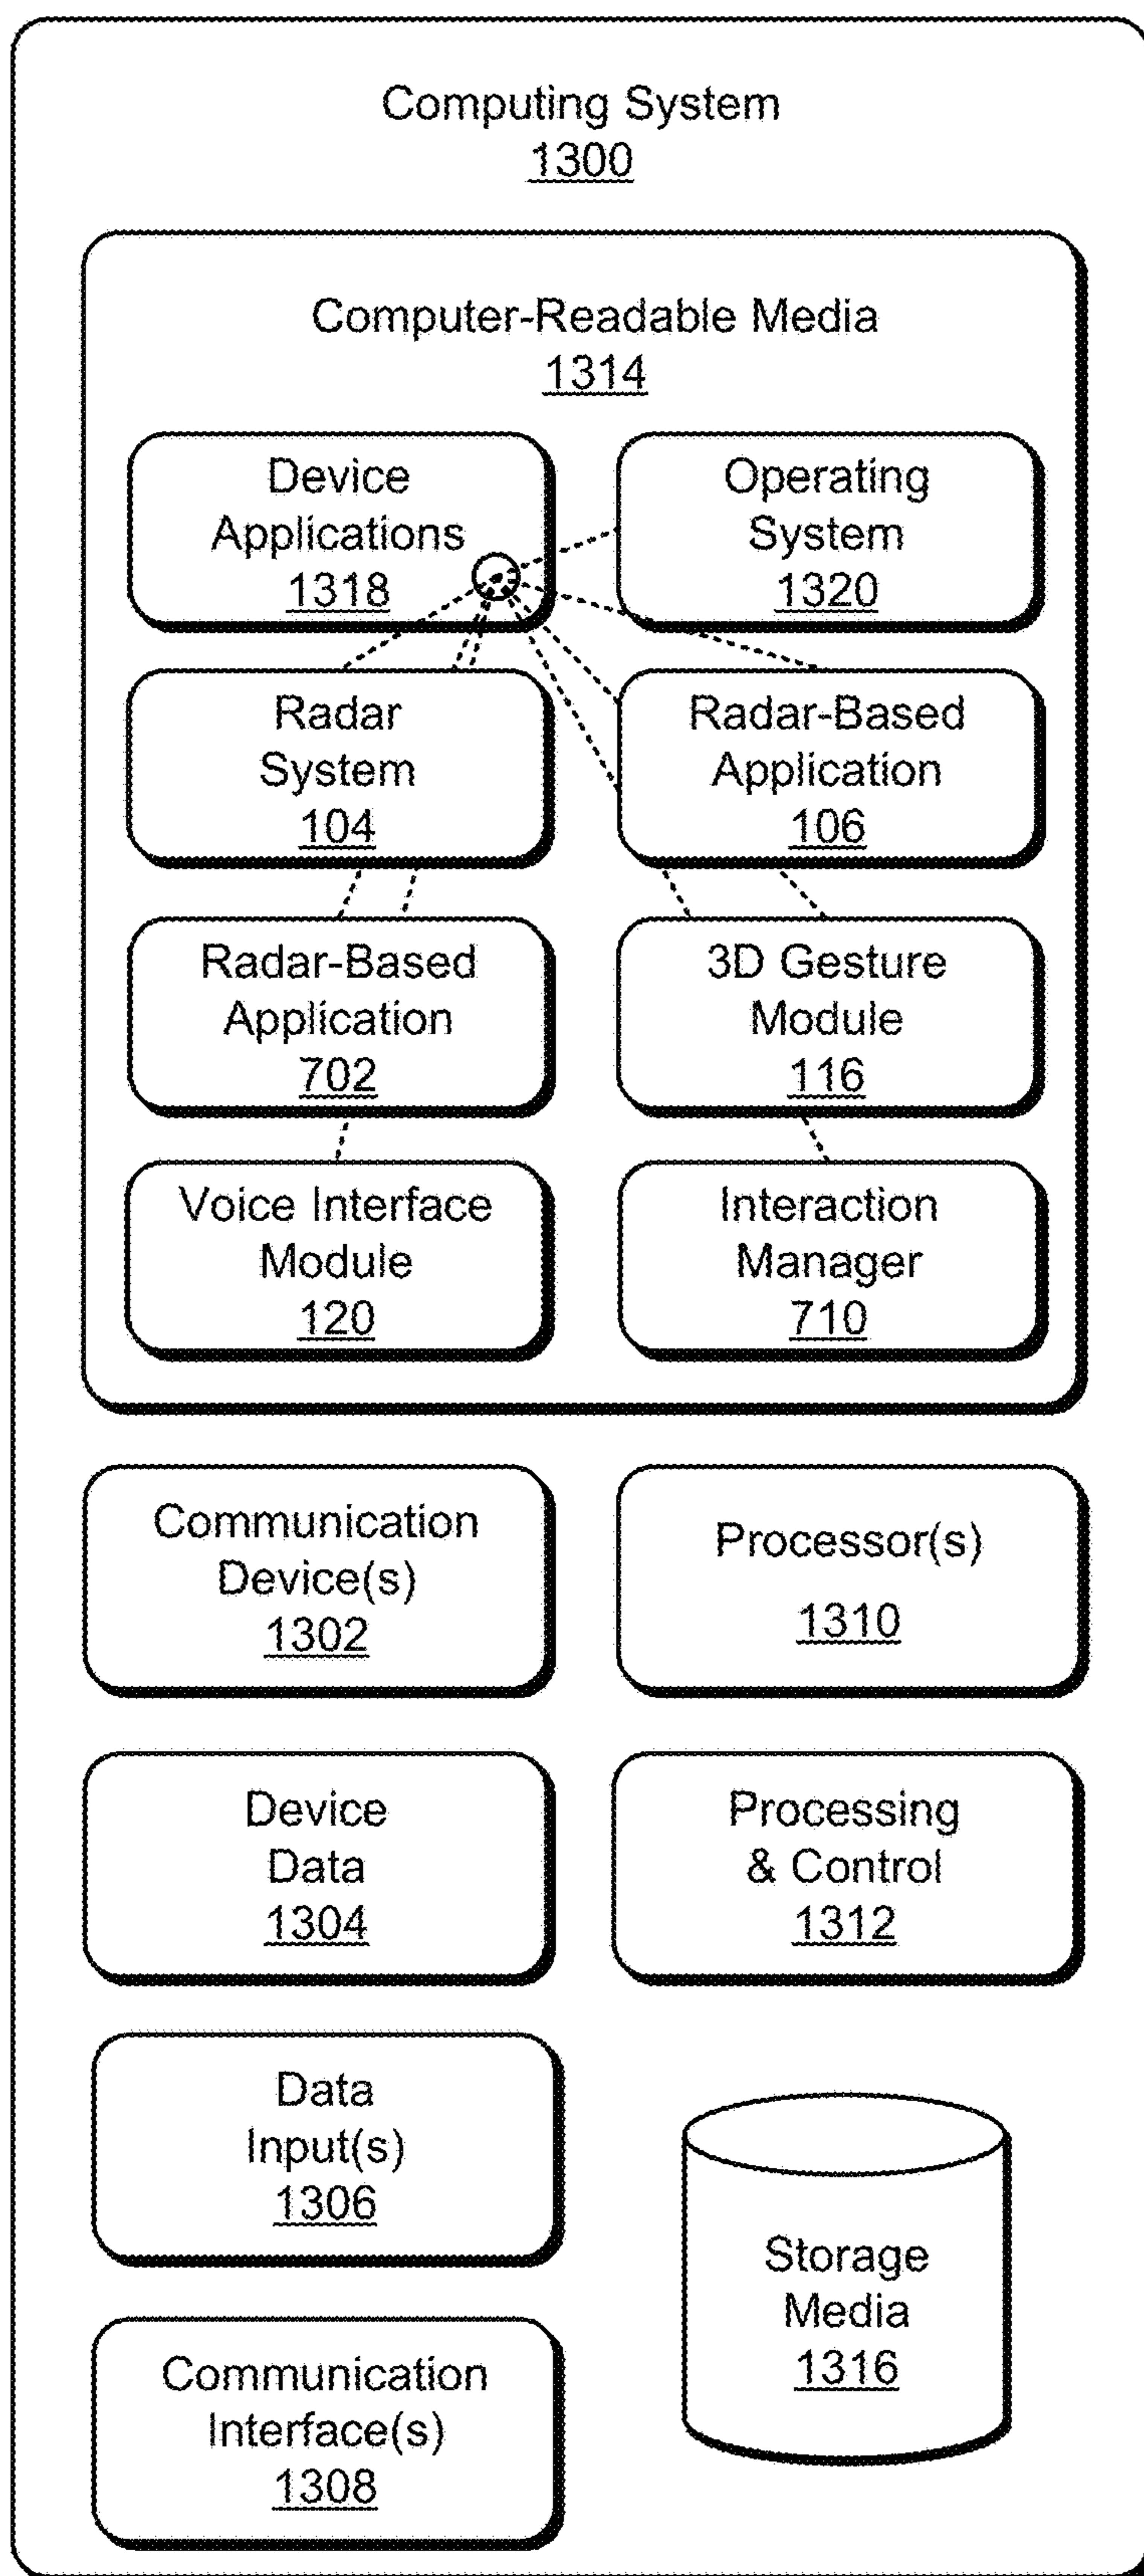 Computing System
1300
Computer-Readable Media
1314
Device
Applications
1318
Operating
System
1320
Radar
System
104
Radar-Based
Application
106
Radar-Based
Application
702
3D Gesture
Module
116
Voice Interface
Module
120
Interaction
Manager
710
Communication
Device(s)
1302
Processor(s)
1310
Device
Data
1304
Processing
& Control
1312
Data
Input(s)
1306
Storage
Media
1316
Communication
Interface(s)
1308